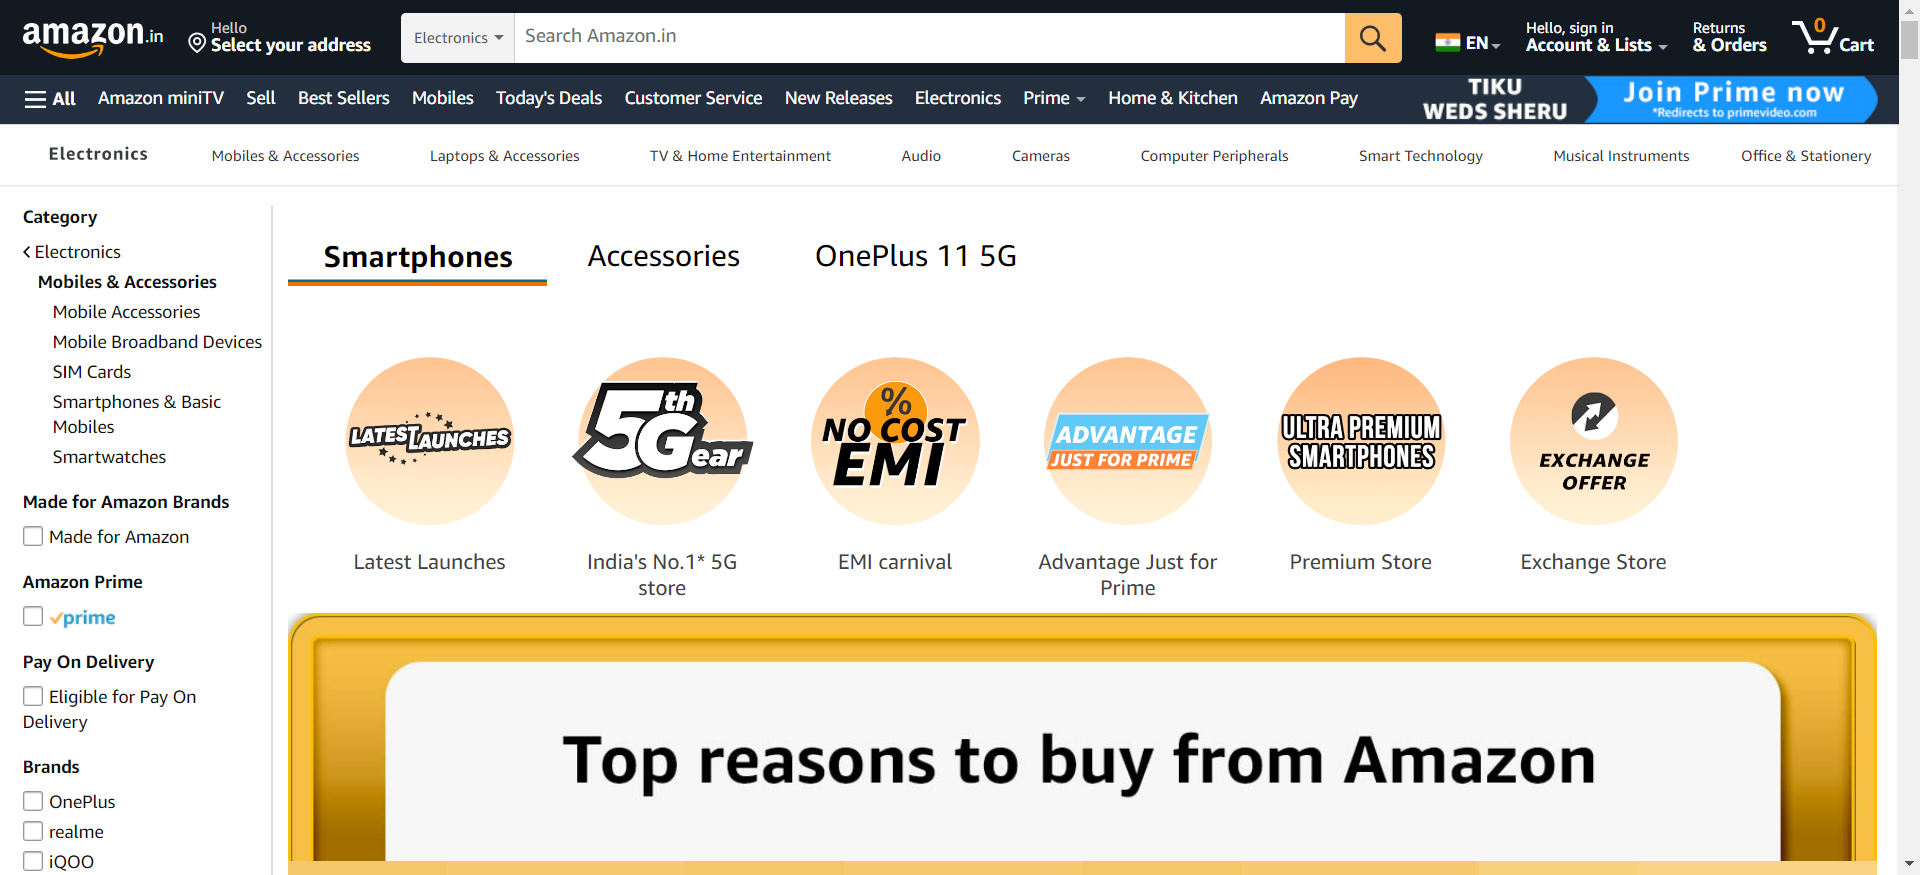 amazon.in
Hello
Select your address
Electronics
Search Amazon.in
EN
Hello, sign in
Account & Lists
Returns
& Orders
0
Cart
All
Amazon miniTV
Sell
Best Sellers
Mobiles
Today's Deals
Customer Service
New Releases
Electronics
Prime
Home & Kitchen
Amazon Pay
TIKU
WEDS SHERU
Join Prime now
*Redirects to primevideo.com
Electronics
Mobiles & Accessories
Laptops & Accessories
TV & Home Entertainment
Audio
Cameras
Computer Peripherals
Smart Technology
Musical Instruments
Office & Stationery
Category
Electronics
Mobiles & Accessories
Mobile Accessories
Mobile Broadband Devices
SIM Cards
Smartphones & Basic
Mobiles
Smartwatches
Made for Amazon Brands
Made for Amazon
Amazon Prime
prime
Pay On Delivery
Eligible for Pay On
Delivery
Brands
OnePlus
realme
iQOO
Smartphones
Accessories
OnePlus 11 5G
LATEST LAUNCHES
5th Gear
%
NO COST
EMI
ADVANTAGE
JUST FOR PRIME
ULTRA PREMIUM
SMARTPHONES
EXCHANGE
OFFER
Latest Launches
India's No.1* 5G
store
EMI carnival
Advantage Just for
Prime
Premium Store
Exchange Store
Top reasons to buy from Amazon